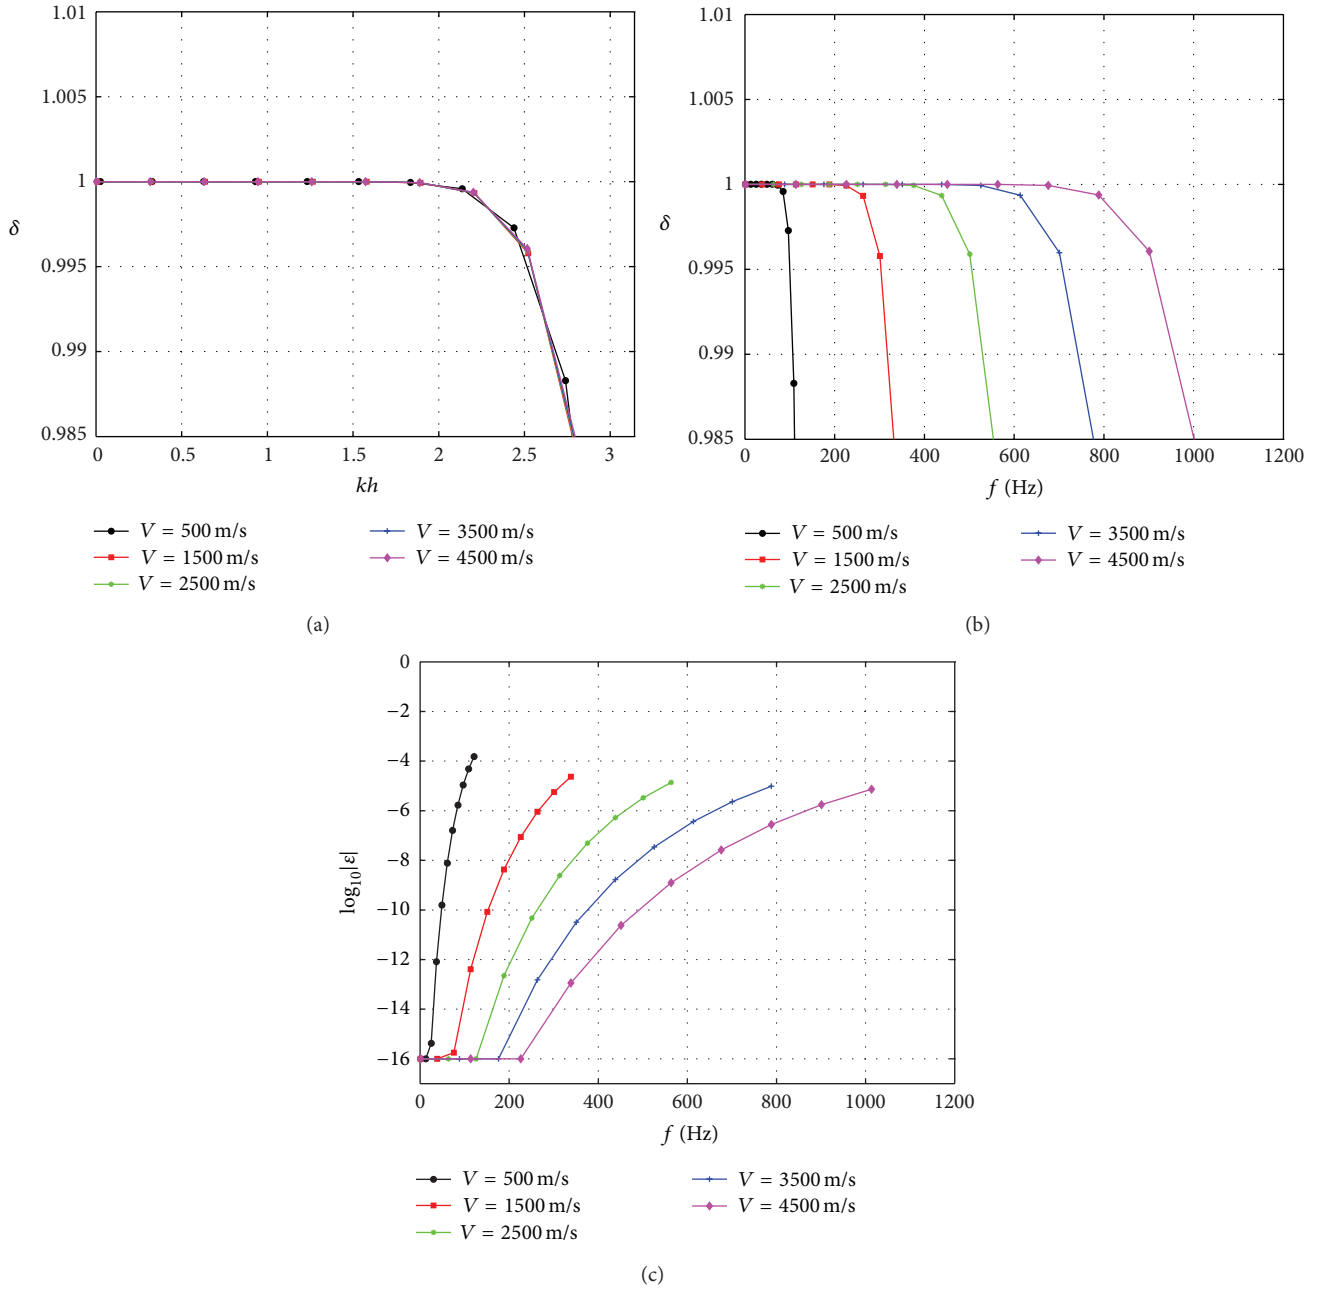 1.01
1.005
1
δ
0.995
0.99
0.985
0 0.5 1 1.5 2 2.5 3
kh
V = 500 m/s
V = 1500 m/s
V = 2500 m/s
V = 3500 m/s
V = 4500 m/s
(a)
1.01
1.005
1
δ
0.995
0.99
0.985
0 200 400 600 800 1000 1200
f (Hz)
V = 500 m/s
V = 1500 m/s
V = 2500 m/s
V = 3500 m/s
V = 4500 m/s
(b)
0
−2
−4
−6
−8
log10|ε|
−10
−12
−14
−16
0 200 400 600 800 1000 1200
f (Hz)
V = 500 m/s
V = 1500 m/s
V = 2500 m/s
V = 3500 m/s
V = 4500 m/s
(c)